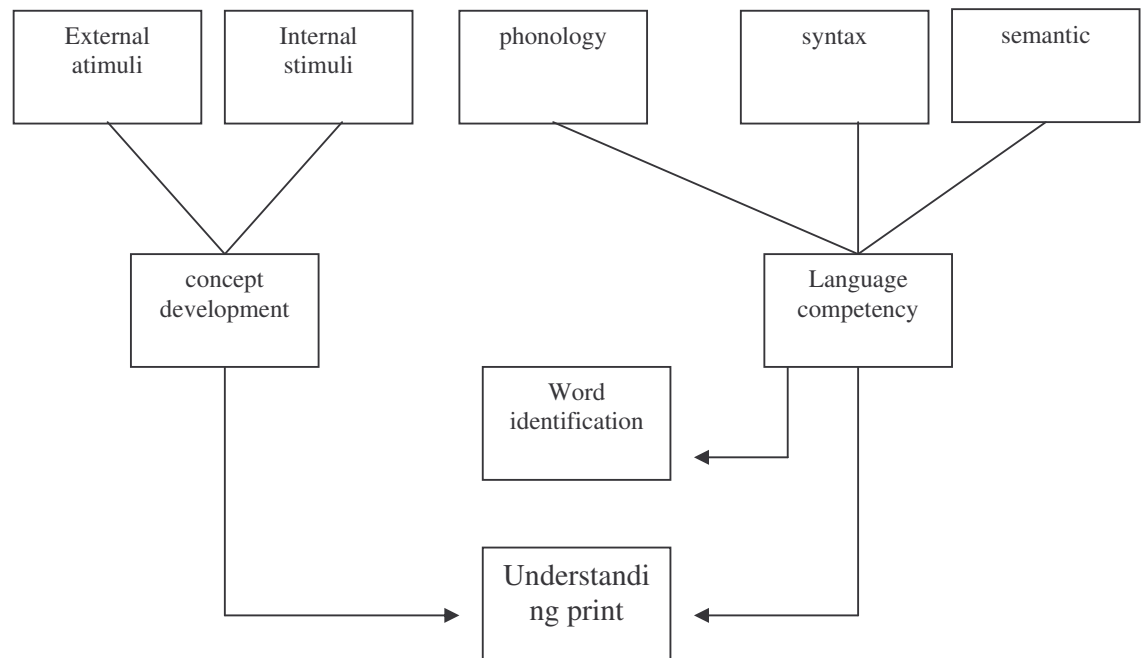 External
atimuli
Internal
stimuli
phonology
syntax
semantic
concept
development
Language
competency
Word
identification
Understandi
ng print